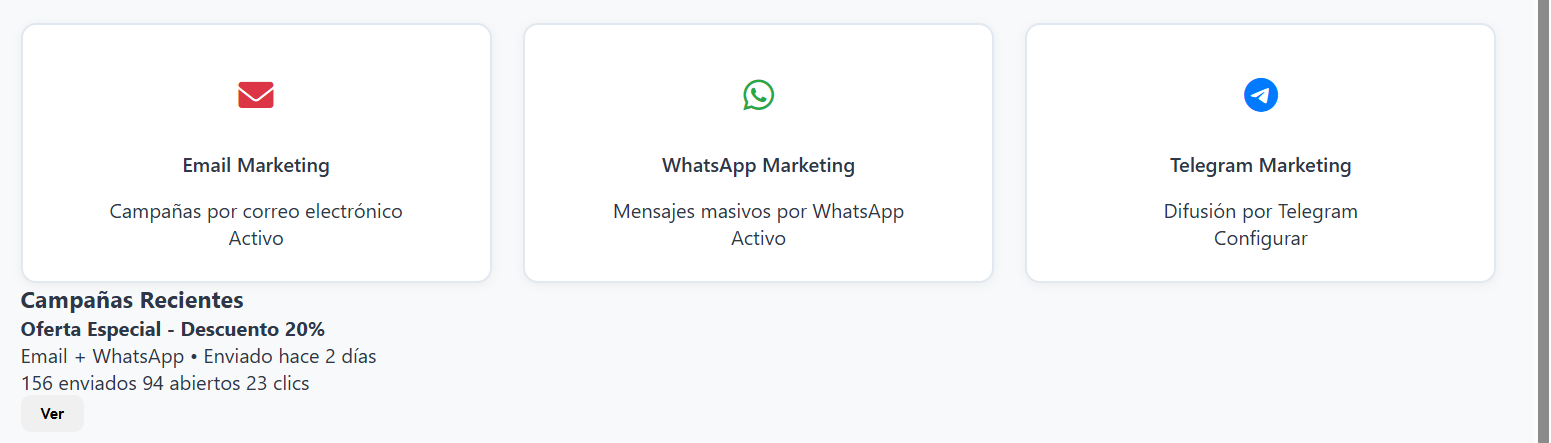 Email Marketing
Campañas por correo electrónico
Activo
WhatsApp Marketing
Mensajes masivos por WhatsApp
Activo
Telegram Marketing
Difusión por Telegram
Configurar
Campañas Recientes
Oferta Especial - Descuento 20%
Email + WhatsApp • Enviado hace 2 días
156 enviados 94 abiertos 23 clics
Ver